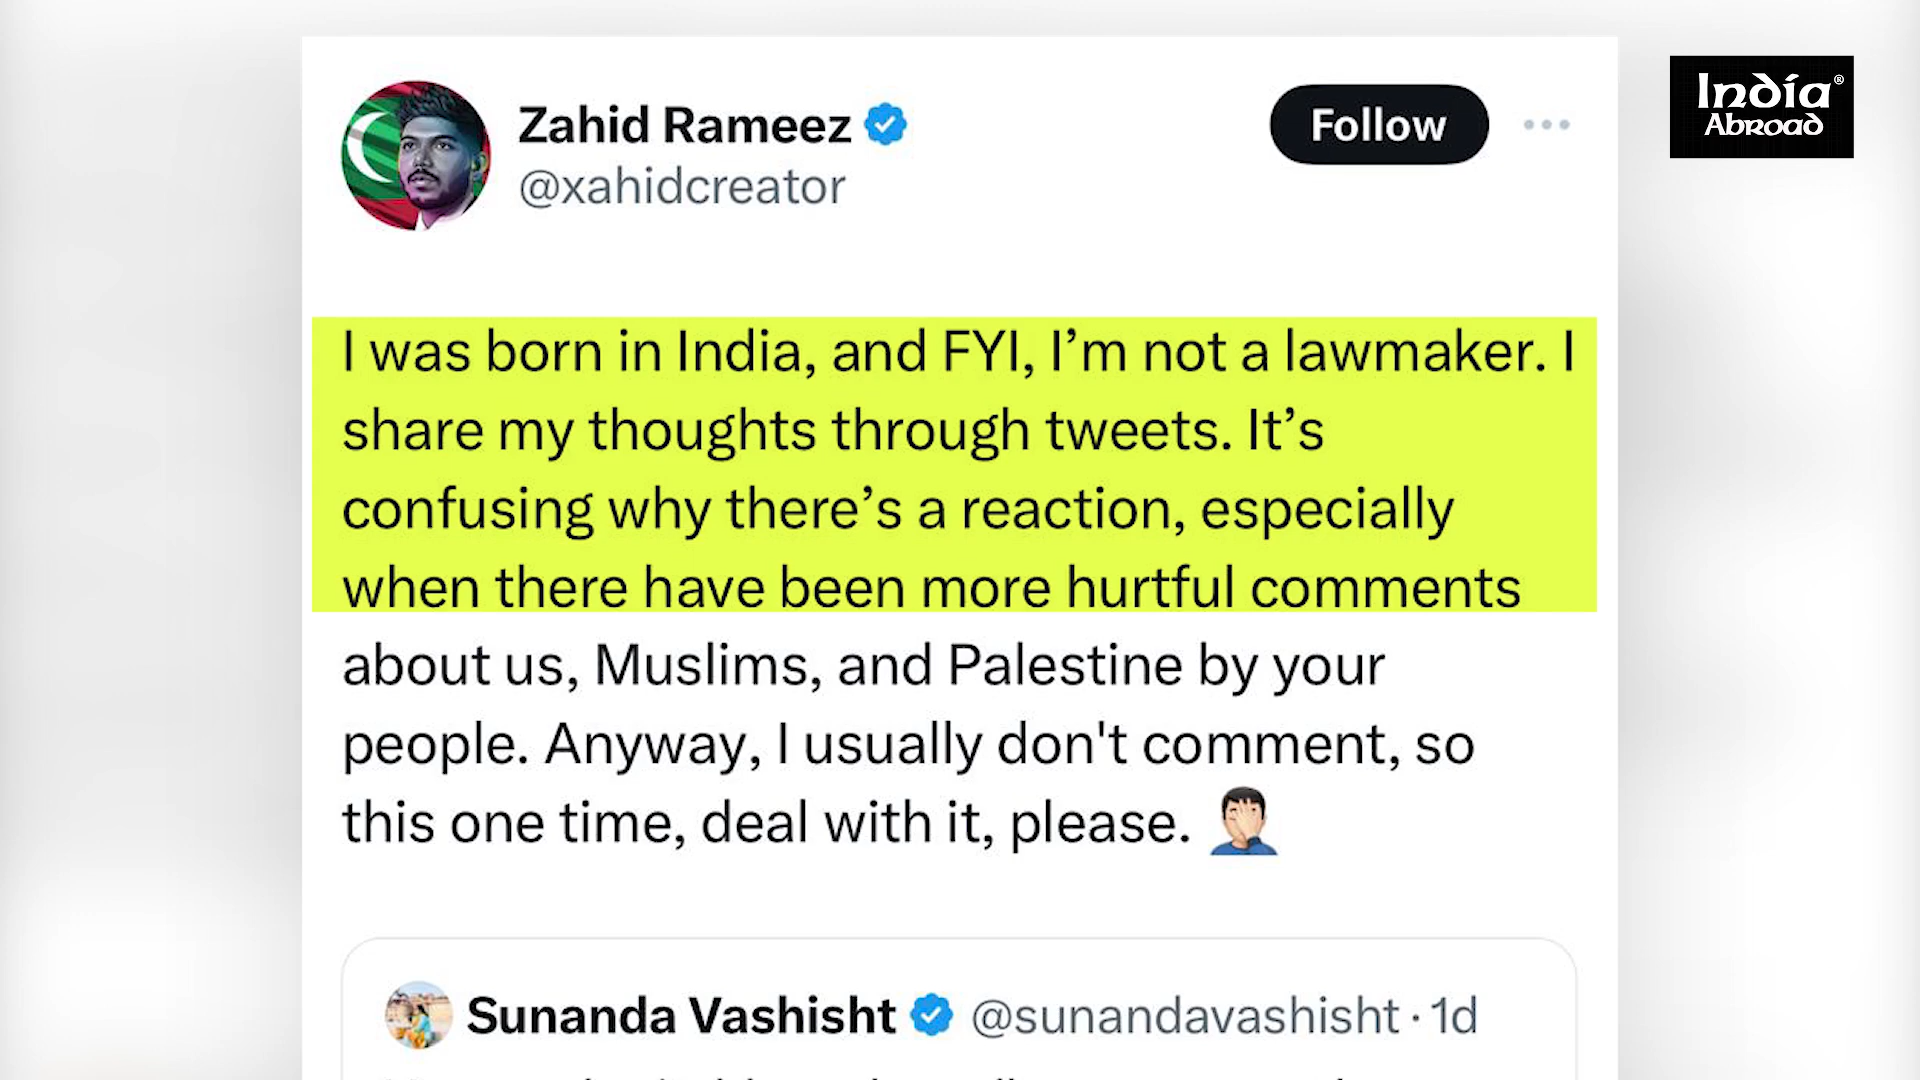 Zahid Rameez
@xahidcreator
Follow
India®
Abroad
I was born in India, and FYI, I’m not a lawmaker. I
share my thoughts through tweets. It’s
confusing why there’s a reaction, especially
when there have been more hurtful comments
about us, Muslims, and Palestine by your
people. Anyway, I usually don't comment, so
this one time, deal with it, please. 🤦🏻‍♂️
Sunanda Vashisht @sunandavashisht · 1d